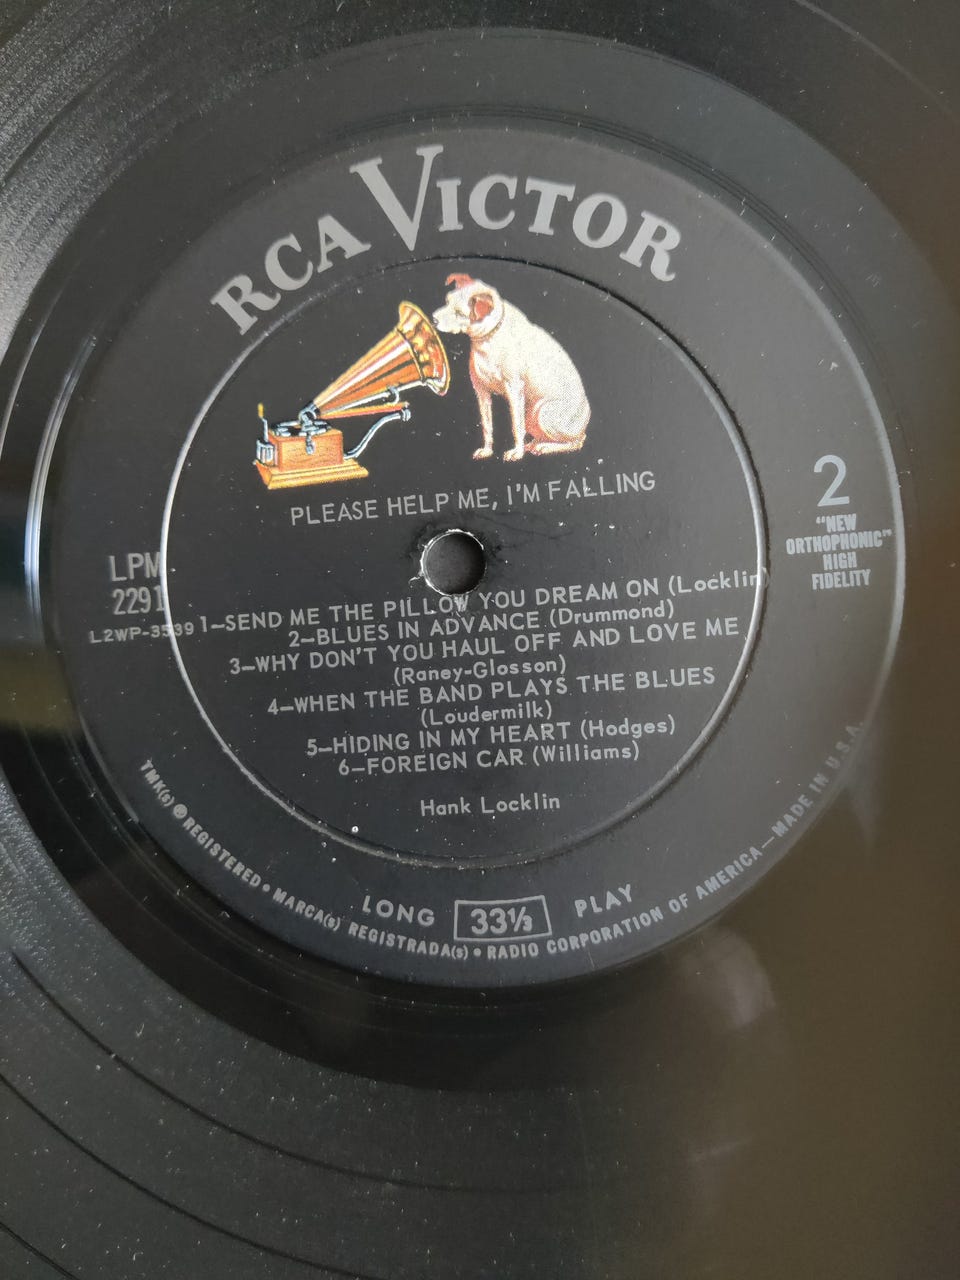 RCA VICTOR
PLEASE HELP ME, I'M FALLING
2
"NEW
ORTHOPHONIC"
HIGH
FIDELITY
LPM
2291
L2WP-3539
1—SEND ME THE PILLOW YOU DREAM ON (Locklin
2—BLUES IN ADVANCE (Drummond)
3—WHY DON'T YOU HAUL OFF AND LOVE ME
(Raney-Glosson)
4—WHEN THE BAND PLAYS THE BLUES
(Loudermilk)
5—HIDING IN MY HEART (Hodges)
6—FOREIGN CAR (Williams)
Hank Locklin
LONG 33⅓ PLAY
TMK(s) ® REGISTERED • MARCA(s) REGISTRADA(s) • RADIO CORPORATION OF AMERICA—MADE IN U.S.A.